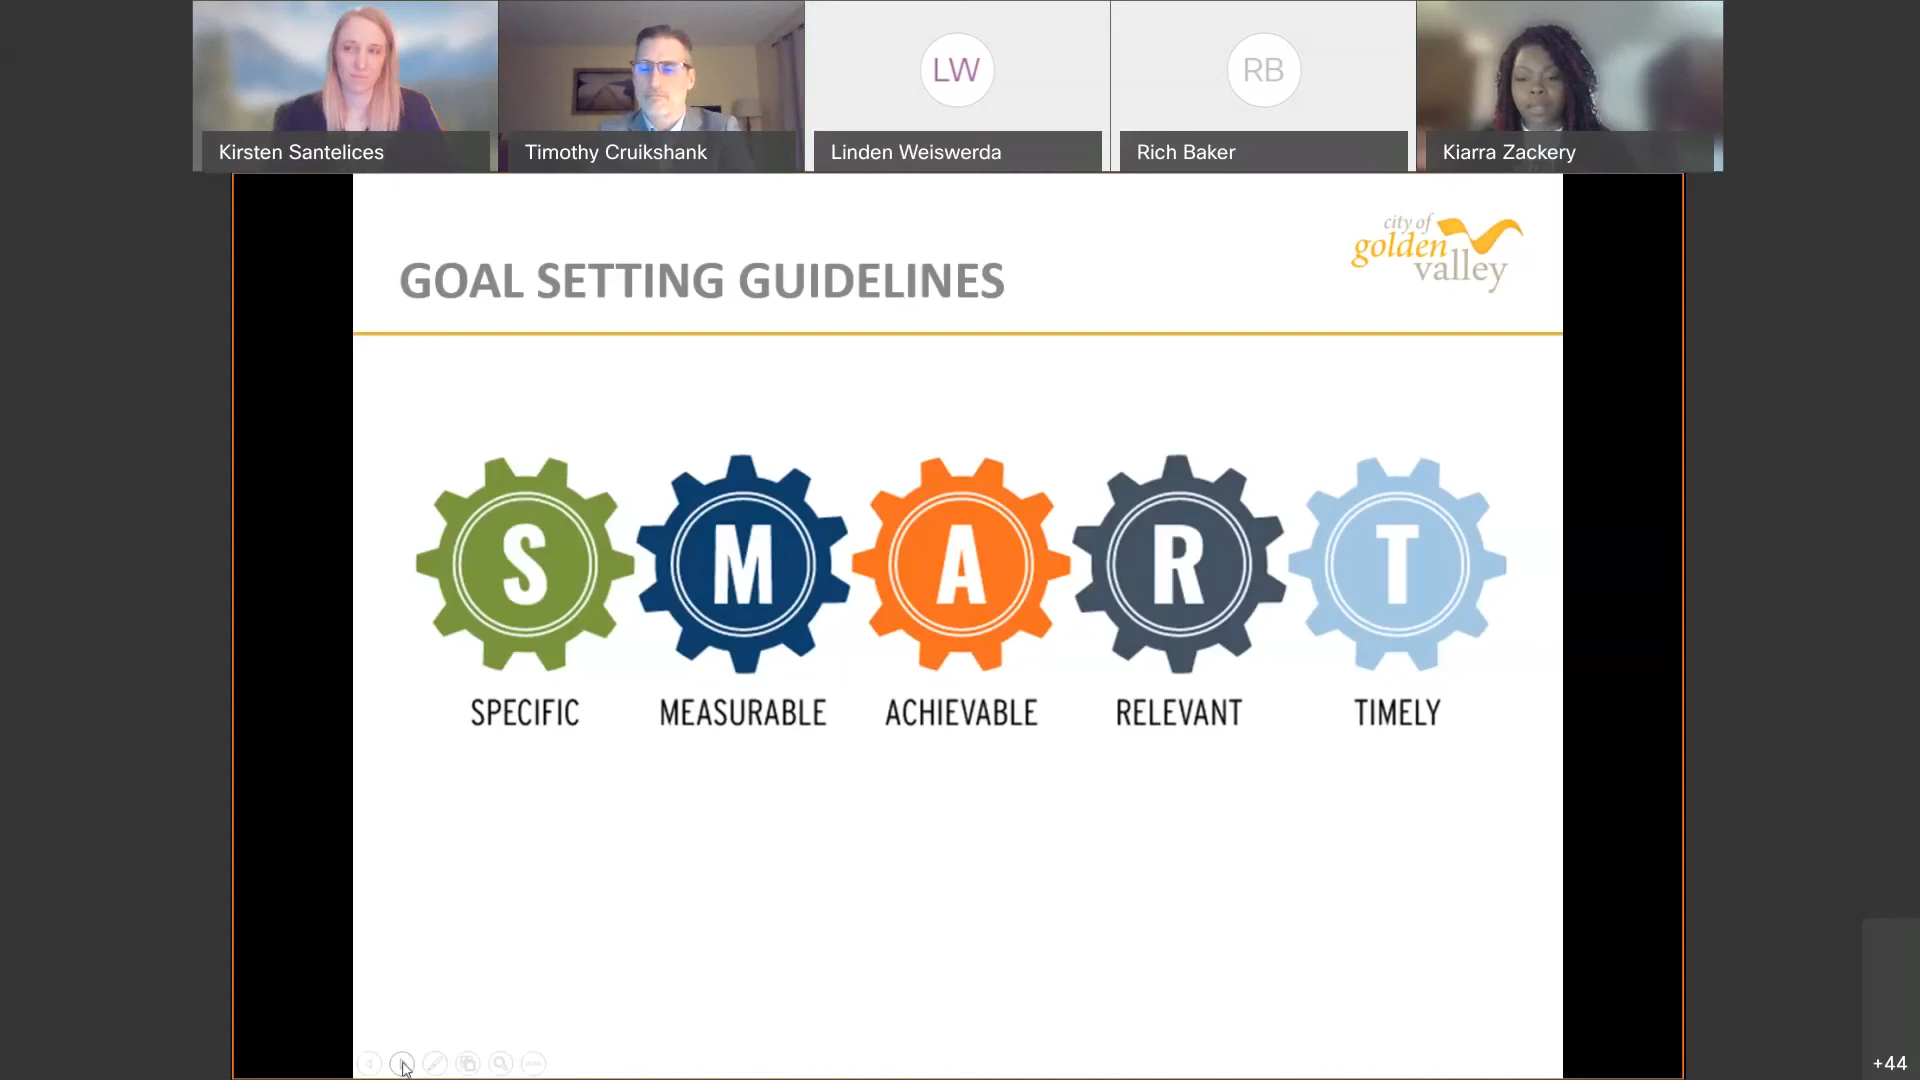 LW
RB
Kirsten Santelices
Timothy Cruikshank
Linden Weiswerda
Rich Baker
Kiarra Zackery
city of
golden
valley
GOAL SETTING GUIDELINES
S M A R T
SPECIFIC MEASURABLE ACHIEVABLE RELEVANT TIMELY
+44